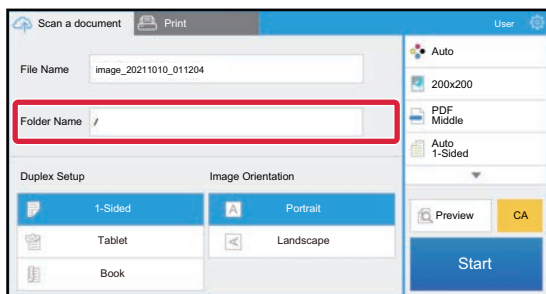 Scan a document
Print
User
File Name
image_20211010_011204
Folder Name
/
Duplex Setup
Image Orientation
1-Sided
Tablet
Book
A
Portrait
A
Landscape
Auto
200x200
PDF
Middle
Auto
1-Sided
Preview
CA
Start